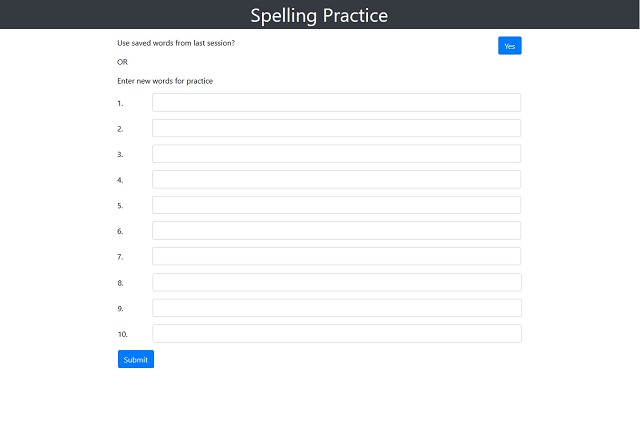 Spelling Practice
Use saved words from last session? Yes
OR
Enter new words for practice
1.
2.
3.
4.
5.
6.
7.
8.
9.
10.
Submit